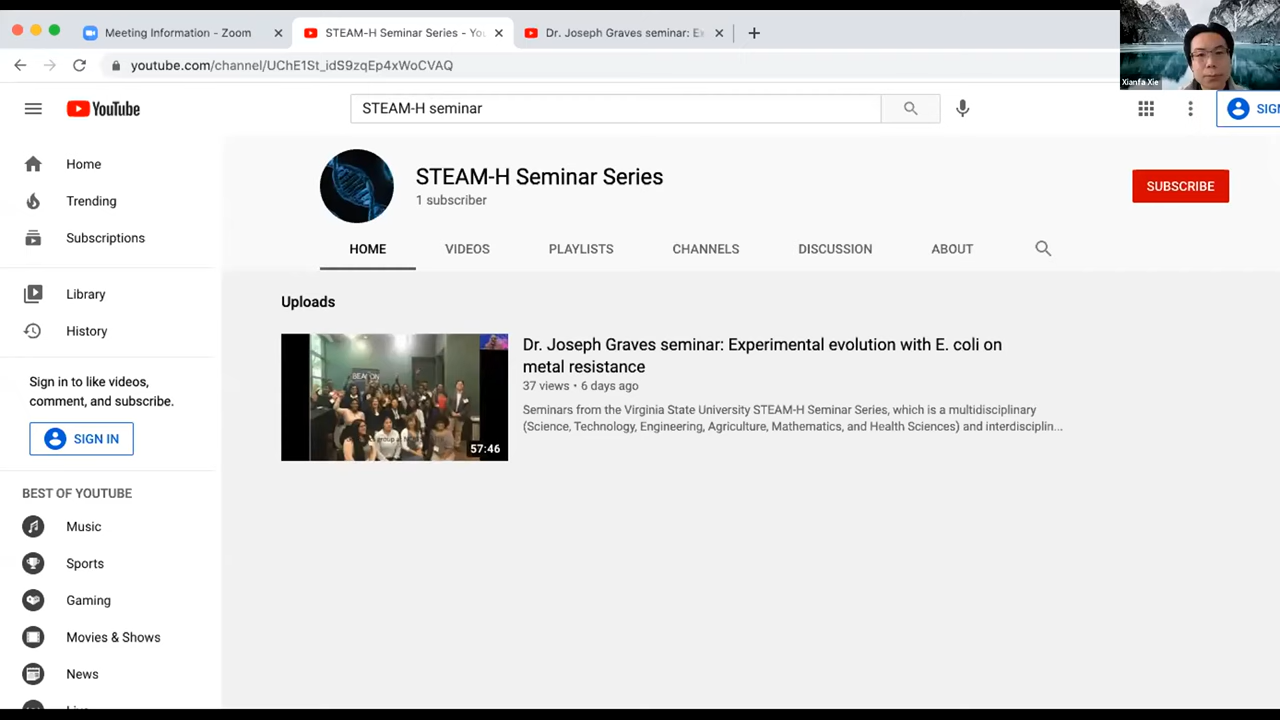 Meeting Information - Zoom
STEAM-H Seminar Series - You
Dr. Joseph Graves seminar: Ex
youtube.com/channel/UChE1St_idS9zqEp4xWoCVAQ
Xianfa Xie
YouTube
STEAM-H seminar
SIGN
Home
Trending
Subscriptions
Library
History
Sign in to like videos,
comment, and subscribe.
SIGN IN
BEST OF YOUTUBE
Music
Sports
Gaming
Movies & Shows
News
STEAM-H Seminar Series
1 subscriber
SUBSCRIBE
HOME VIDEOS PLAYLISTS CHANNELS DISCUSSION ABOUT
Uploads
BEACON
57:46
Dr. Joseph Graves seminar: Experimental evolution with E. coli on
metal resistance
37 views • 6 days ago
Seminars from the Virginia State University STEAM-H Seminar Series, which is a multidisciplinary
(Science, Technology, Engineering, Agriculture, Mathematics, and Health Sciences) and interdisciplin...